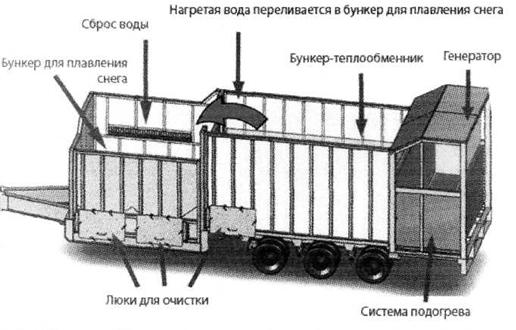 Нагретая вода переливается в бункер для плавления снега
Сброс воды
Бункер-теплообменник
Генератор
Бункер для плавления
снега
Люки для очистки
Система подогрева